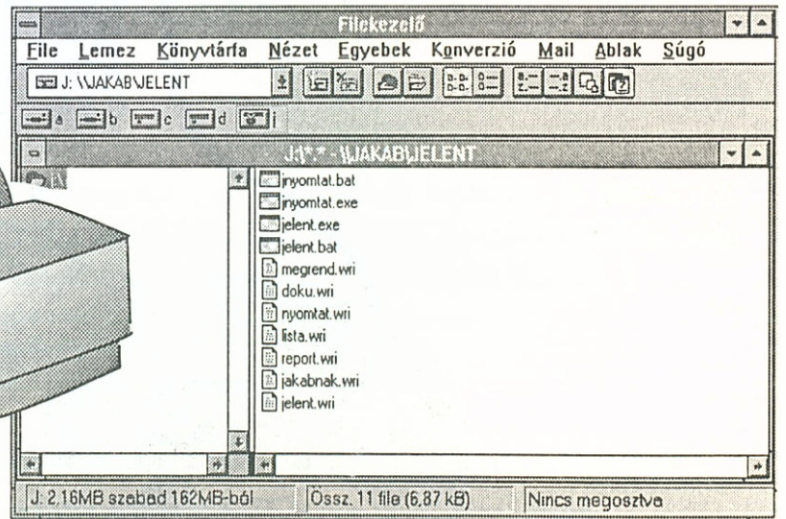 Filekezelő
File Lemez Könyvtárfa Nézet Egyebek Konverzió Mail Ablak Súgó
J: \\JAKAB\JELENT
a b c d j
J:\*.* - \\JAKAB\JELENT
\
jnyomtat.bat
jnyomtat.exe
jelent.exe
jelent.bat
megrend.wri
doku.wri
nyomtat.wri
lista.wri
report.wri
jakabnak.wri
jelent.wri
J: 2,16MB szabad 162MB-ból Össz. 11 file (6,87 kB) Nincs megosztva